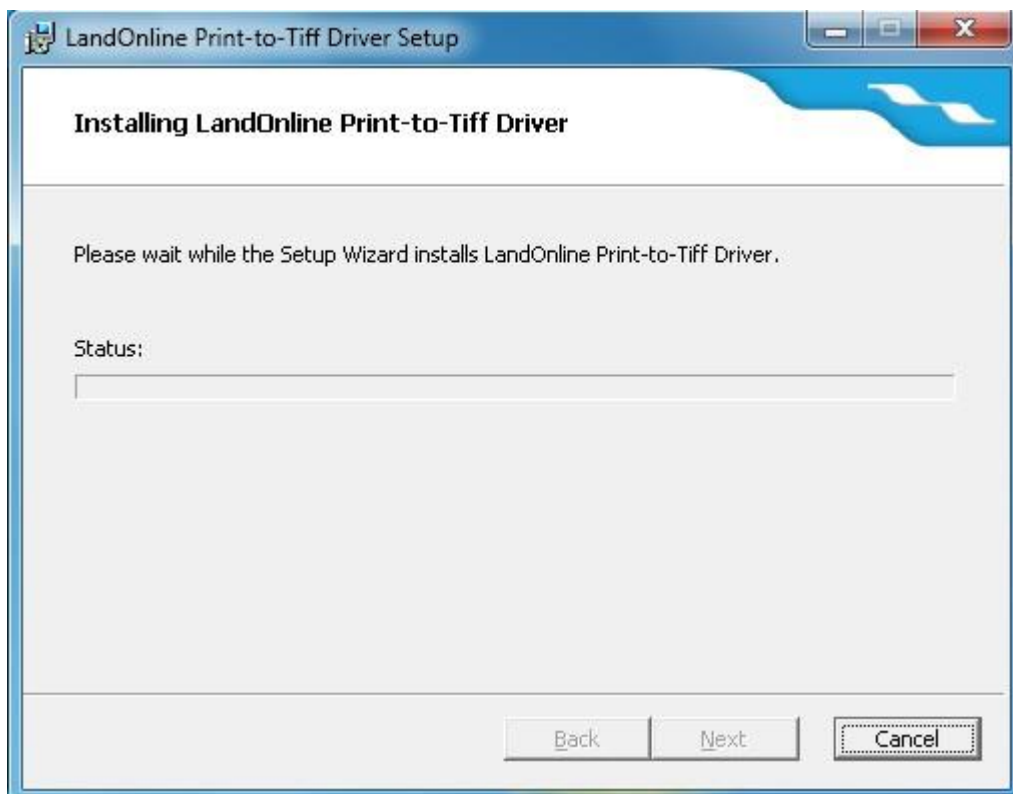 LandOnline Print-to-Tiff Driver Setup
Installing LandOnline Print-to-Tiff Driver
Please wait while the Setup Wizard installs LandOnline Print-to-Tiff Driver.
Status:
Back Next Cancel